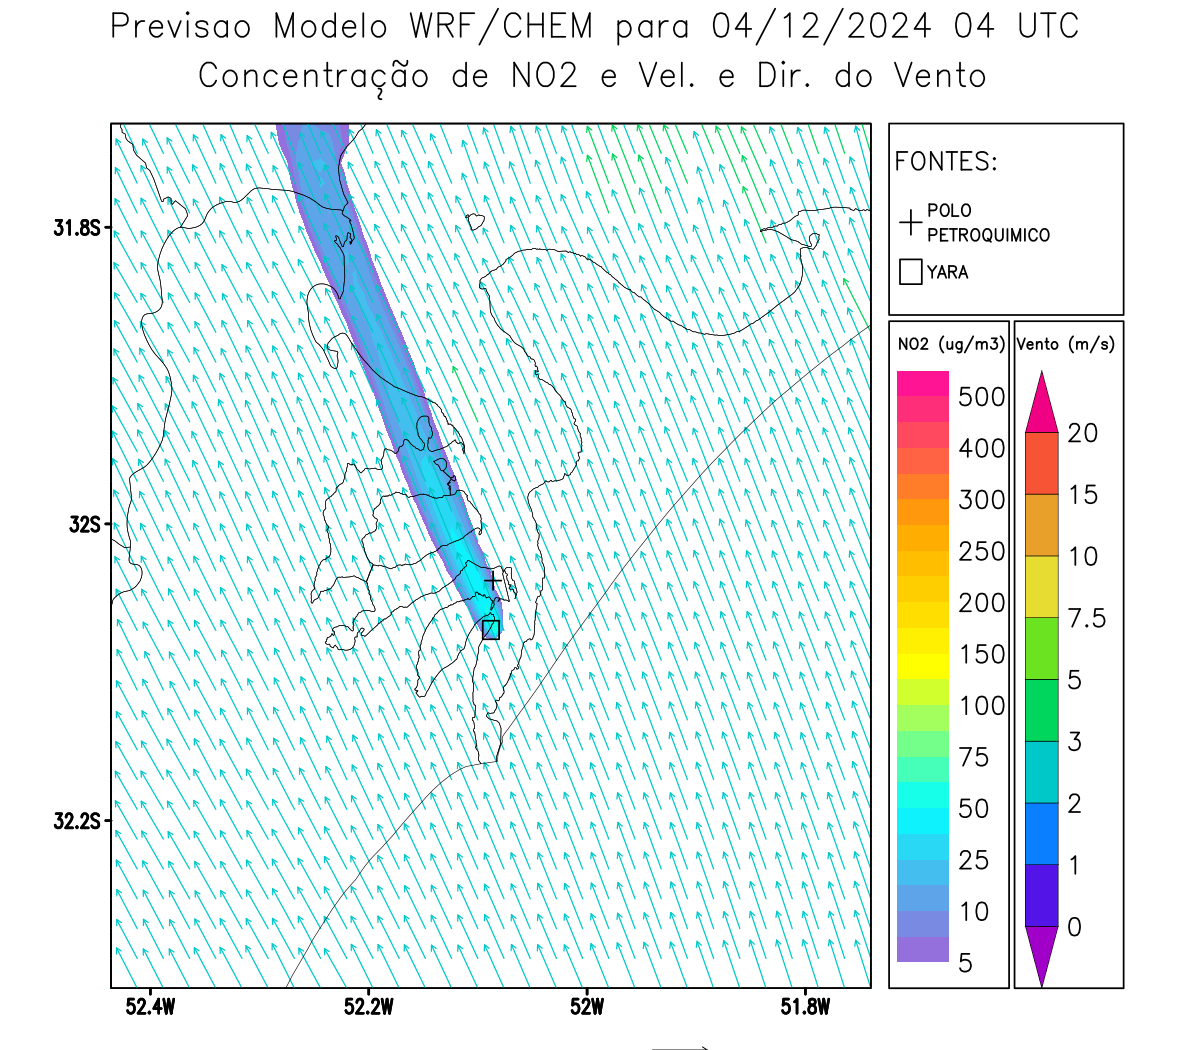 Previsao Modelo WRF/CHEM para 04/12/2024 04 UTC
Concentração de NO2 e Vel. e Dir. do Vento
FONTES:
POLO
PETROQUIMICO
YARA
NO2 (ug/m3)
500
400
300
250
200
150
100
75
50
25
10
5
Vento (m/s)
20
15
10
7.5
5
3
2
1
0
31.8S
32S
32.2S
52.4W 52.2W 52W 51.8W